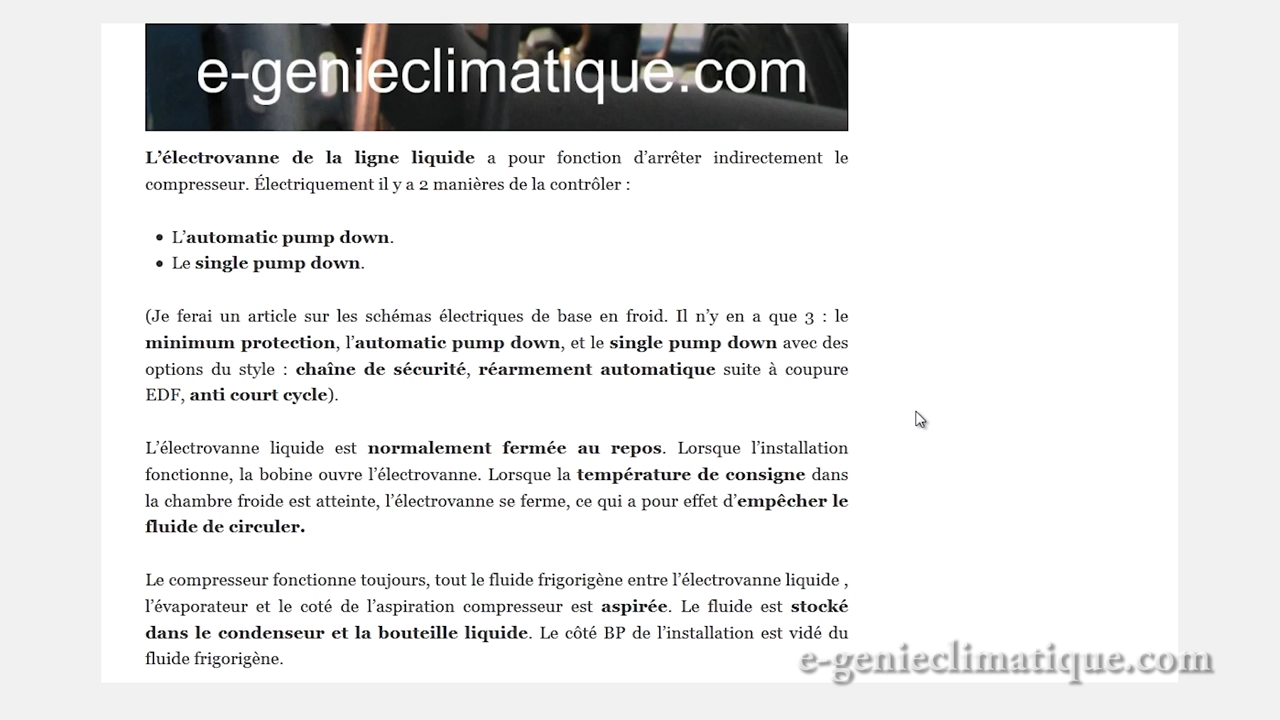 e-genieclimatique.com
L’électrovanne de la ligne liquide a pour fonction d’arrêter indirectement le
compresseur. Électriquement il y a 2 manières de la contrôler :
• L’automatic pump down.
• Le single pump down.
(Je ferai un article sur les schémas électriques de base en froid. Il n’y en a que 3 : le
minimum protection, l’automatic pump down, et le single pump down avec des
options du style : chaîne de sécurité, réarmement automatique suite à coupure
EDF, anti court cycle).
L’électrovanne liquide est normalement fermée au repos. Lorsque l’installation
fonctionne, la bobine ouvre l’électrovanne. Lorsque la température de consigne dans
la chambre froide est atteinte, l’électrovanne se ferme, ce qui a pour effet d’empêcher le
fluide de circuler.
Le compresseur fonctionne toujours, tout le fluide frigorigène entre l’électrovanne liquide ,
l’évaporateur et le coté de l’aspiration compresseur est aspirée. Le fluide est stocké
dans le condenseur et la bouteille liquide. Le côté BP de l’installation est vidé du
fluide frigorigène.
e-genieclimatique.com